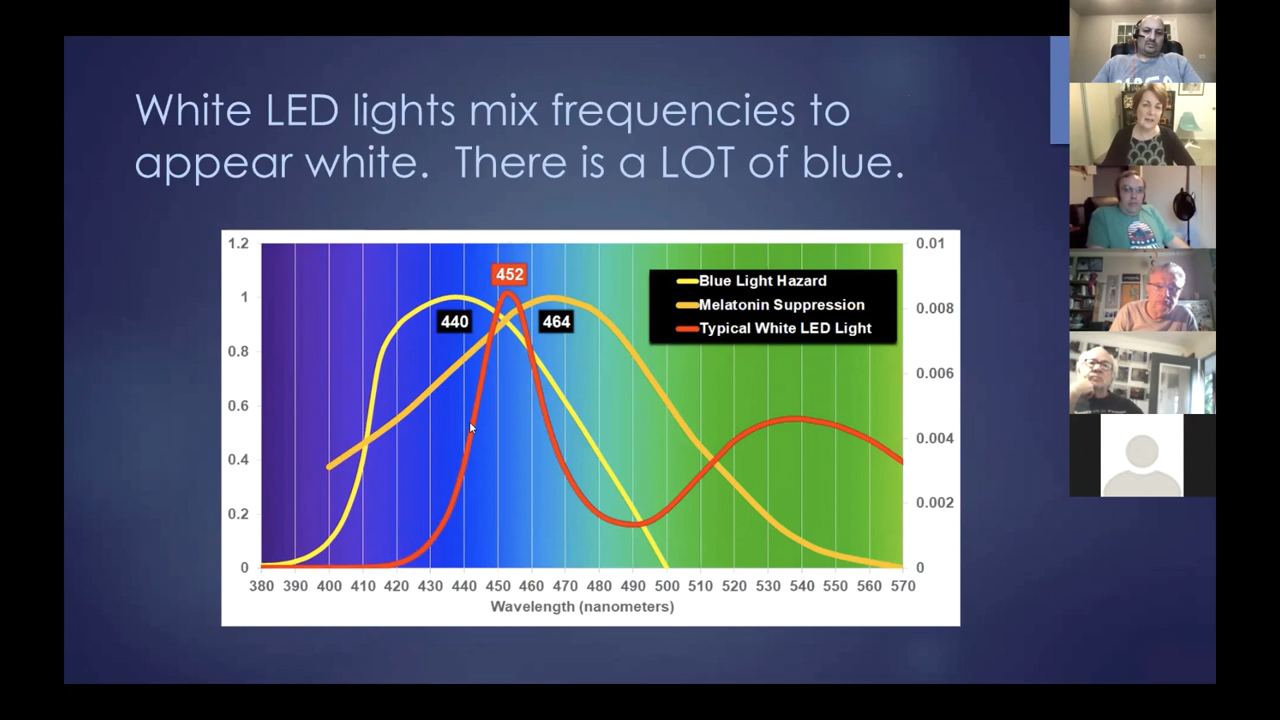 White LED lights mix frequencies to
appear white.  There is a LOT of blue.
1.2
1
0.8
0.6
0.4
0.2
0
0.01
0.008
0.006
0.004
0.002
0
452
440
464
Blue Light Hazard
Melatonin Suppression
Typical White LED Light
380 390 400 410 420 430 440 450 460 470 480 490 500 510 520 530 540 550 560 570
Wavelength (nanometers)